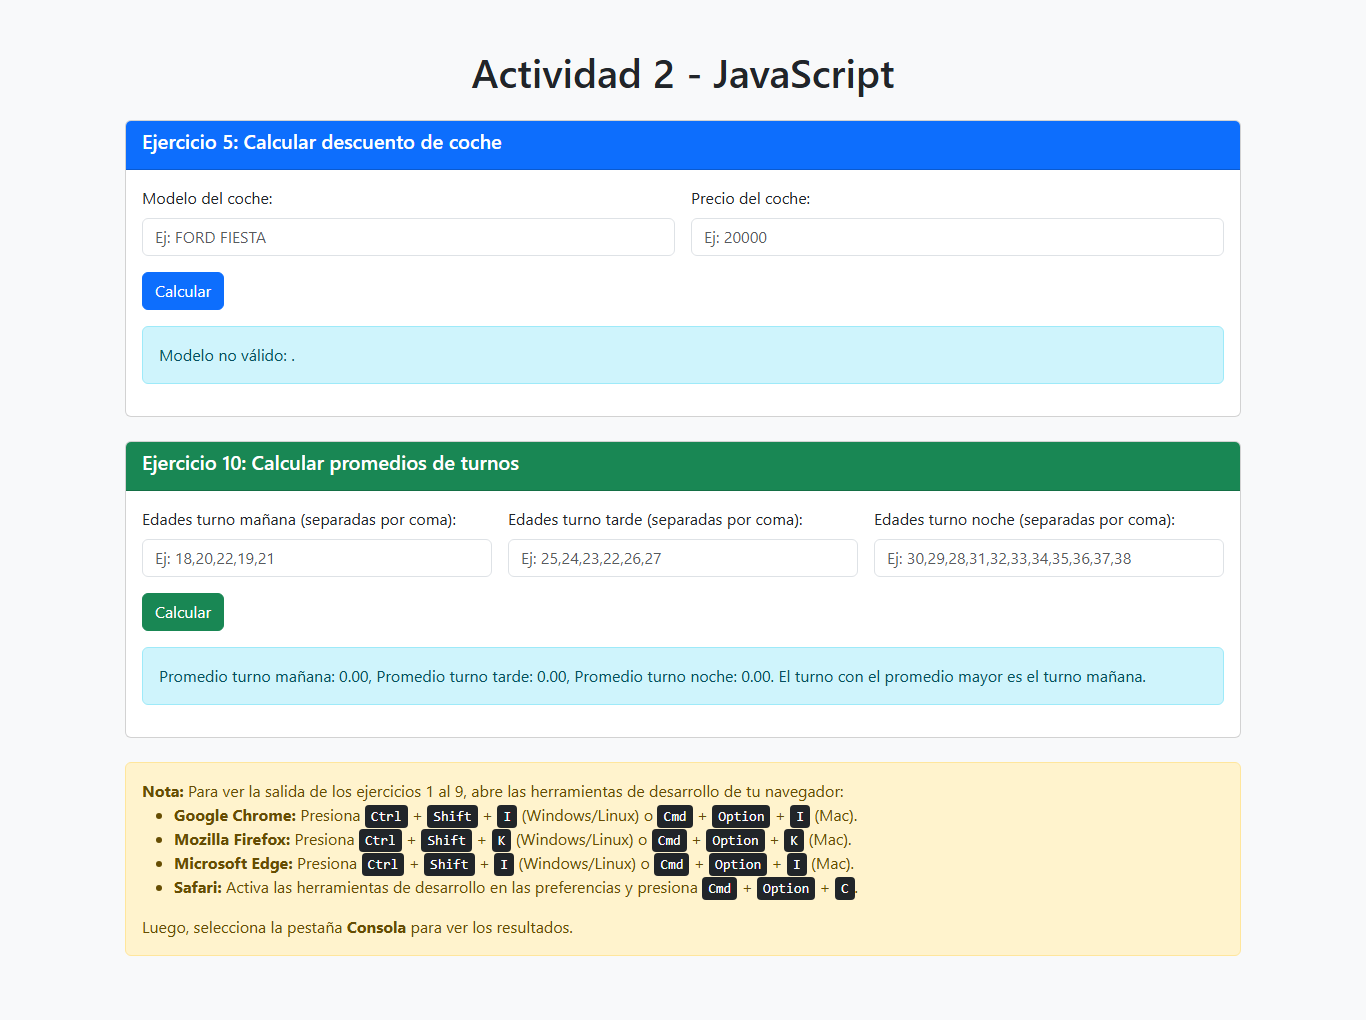 Actividad 2 - JavaScript
Ejercicio 5: Calcular descuento de coche
Modelo del coche:
Precio del coche:
Ej: FORD FIESTA
Ej: 20000
Calcular
Modelo no válido: .
Ejercicio 10: Calcular promedios de turnos
Edades turno mañana (separadas por coma):
Edades turno tarde (separadas por coma):
Edades turno noche (separadas por coma):
Ej: 18,20,22,19,21
Ej: 25,24,23,22,26,27
Ej: 30,29,28,31,32,33,34,35,36,37,38
Calcular
Promedio turno mañana: 0.00, Promedio turno tarde: 0.00, Promedio turno noche: 0.00. El turno con el promedio mayor es el turno mañana.
Nota: Para ver la salida de los ejercicios 1 al 9, abre las herramientas de desarrollo de tu navegador:
• Google Chrome: Presiona Ctrl + Shift + I (Windows/Linux) o Cmd + Option + I (Mac).
• Mozilla Firefox: Presiona Ctrl + Shift + K (Windows/Linux) o Cmd + Option + K (Mac).
• Microsoft Edge: Presiona Ctrl + Shift + I (Windows/Linux) o Cmd + Option + I (Mac).
• Safari: Activa las herramientas de desarrollo en las preferencias y presiona Cmd + Option + C.
Luego, selecciona la pestaña Consola para ver los resultados.